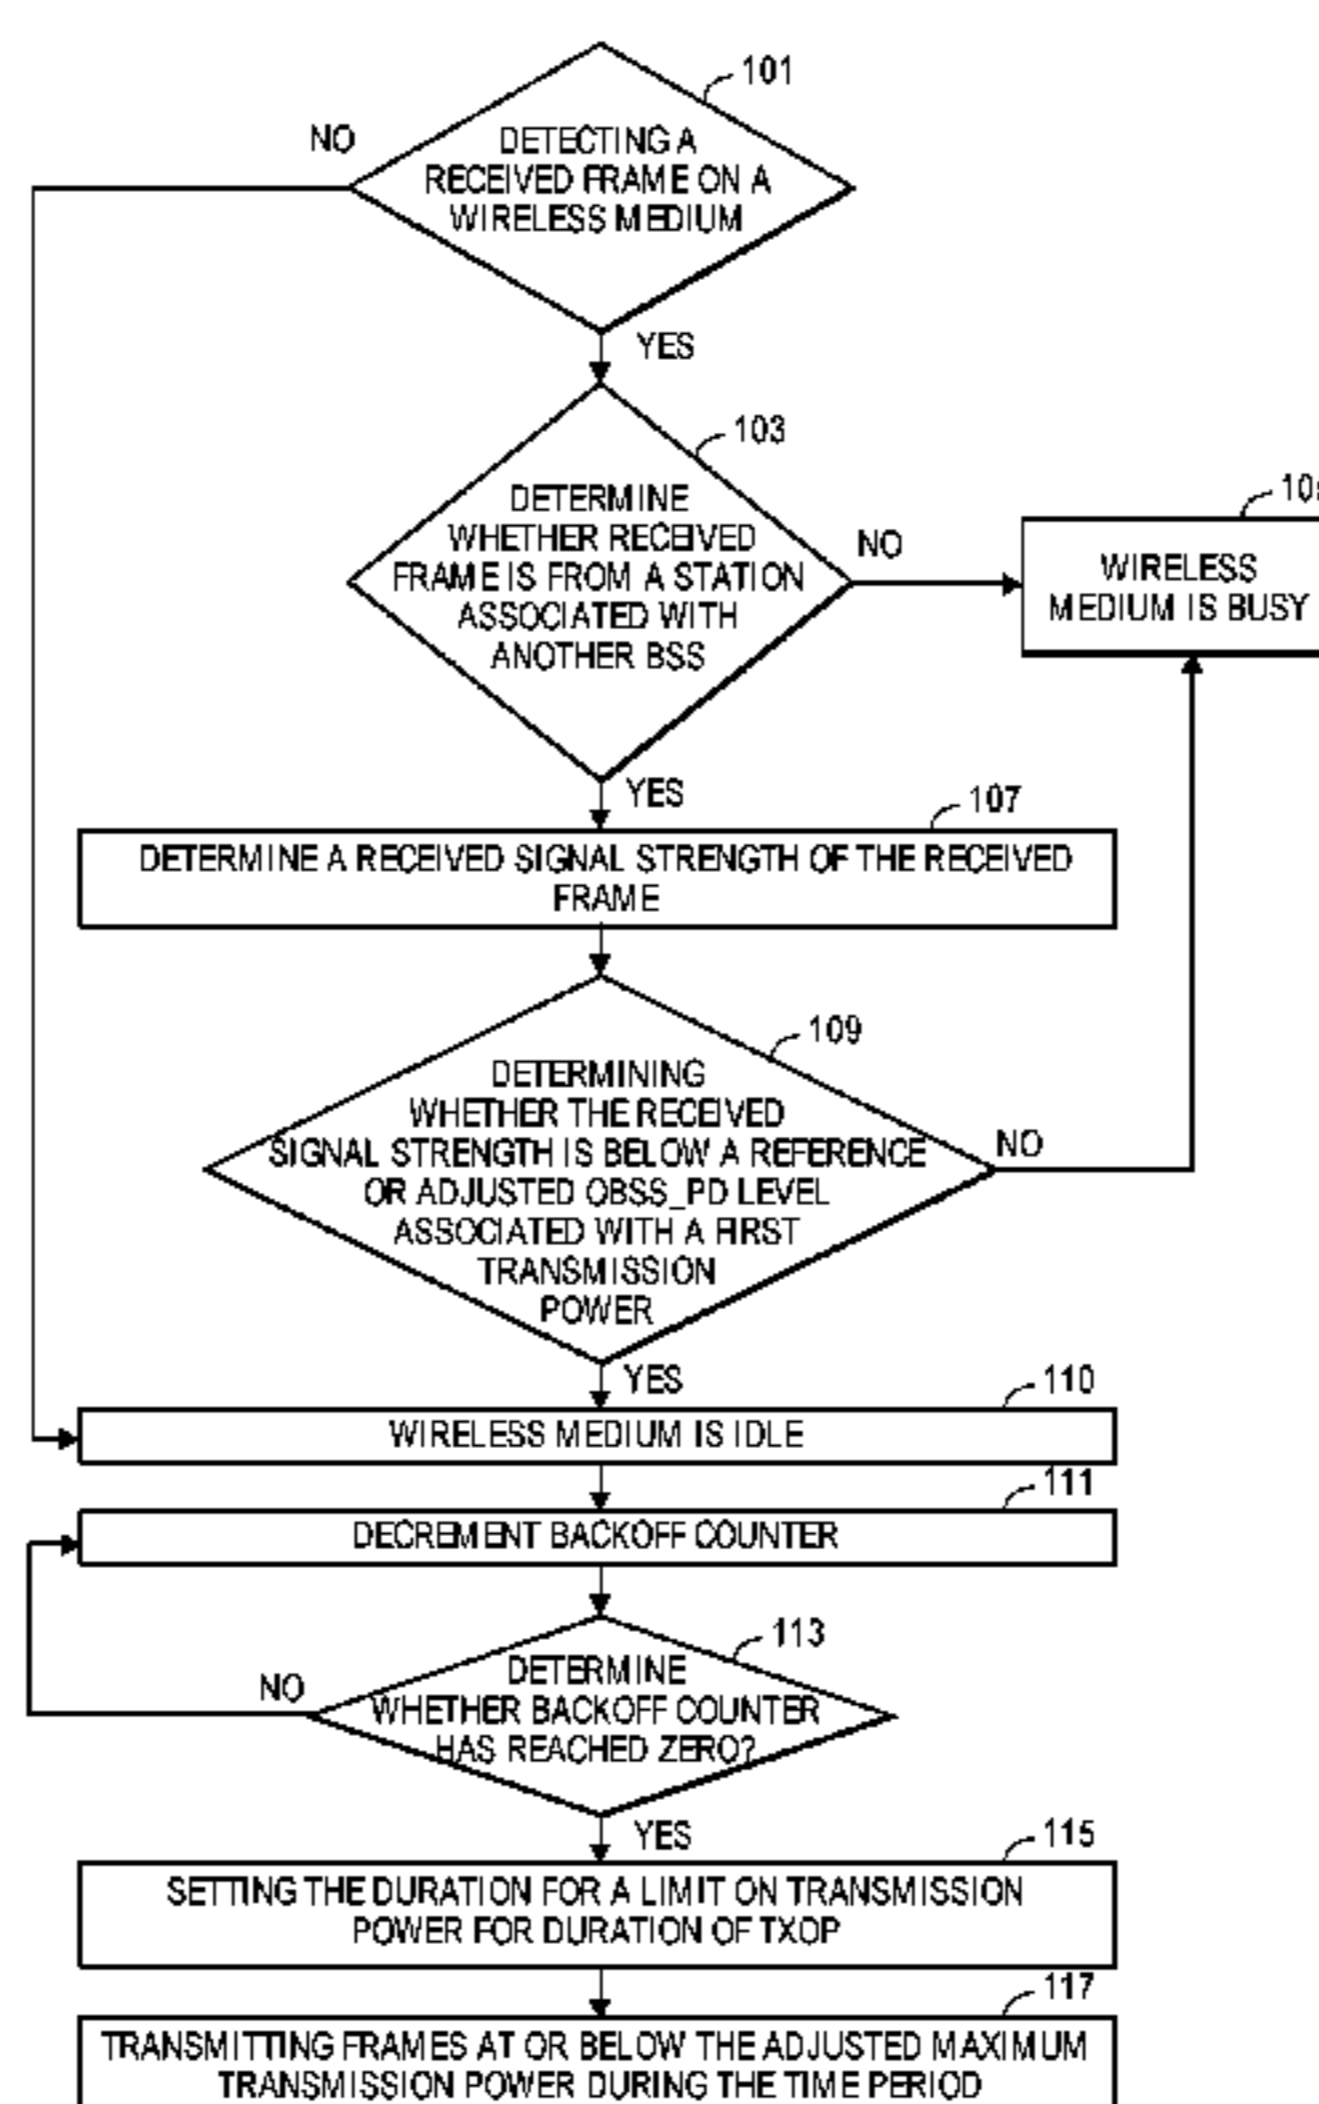 101
NO
DETECTING A
RECEIVED FRAME ON A
WIRELESS MEDIUM
YES
103
DETERMINE
WHETHER RECEIVED
FRAME IS FROM A STATION
ASSOCIATED WITH
ANOTHER BSS
NO
WIRELESS
MEDIUM IS BUSY
YES
107
DETERMINE A RECEIVED SIGNAL STRENGTH OF THE RECEIVED
FRAME
109
DETERMINING
WHETHER THE RECEIVED
SIGNAL STRENGTH IS BELOW A REFERENCE
OR ADJUSTED OBSS_PD LEVEL
ASSOCIATED WITH A FIRST
TRANSMISSION
POWER
NO
YES
110
WIRELESS MEDIUM IS IDLE
111
DECREMENT BACKOFF COUNTER
113
NO
DETERMINE
WHETHER BACKOFF COUNTER
HAS REACHED ZERO?
YES
115
SETTING THE DURATION FOR A LIMIT ON TRANSMISSION
POWER FOR DURATION OF TXOP
117
TRANSMITTING FRAMES AT OR BELOW THE ADJUSTED MAXIMUM
TRANSMISSION POWER DURING THE TIME PERIOD